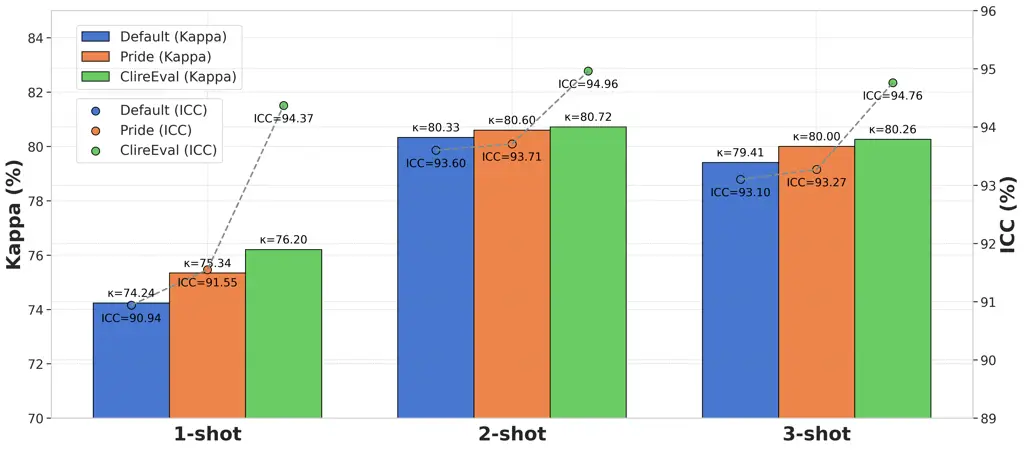 Default (Kappa)
Pride (Kappa)
ClireEval (Kappa)
Default (ICC)
Pride (ICC)
ClireEval (ICC)
Kappa (%)
84
82
80
78
76
74
72
70
ICC (%)
96
95
94
93
92
91
90
89
κ=74.24
ICC=90.94
κ=75.34
ICC=91.55
κ=76.20
ICC=94.37
κ=80.33
ICC=93.60
κ=80.60
ICC=93.71
κ=80.72
ICC=94.96
κ=79.41
ICC=93.10
κ=80.00
ICC=93.27
κ=80.26
ICC=94.76
1-shot
2-shot
3-shot